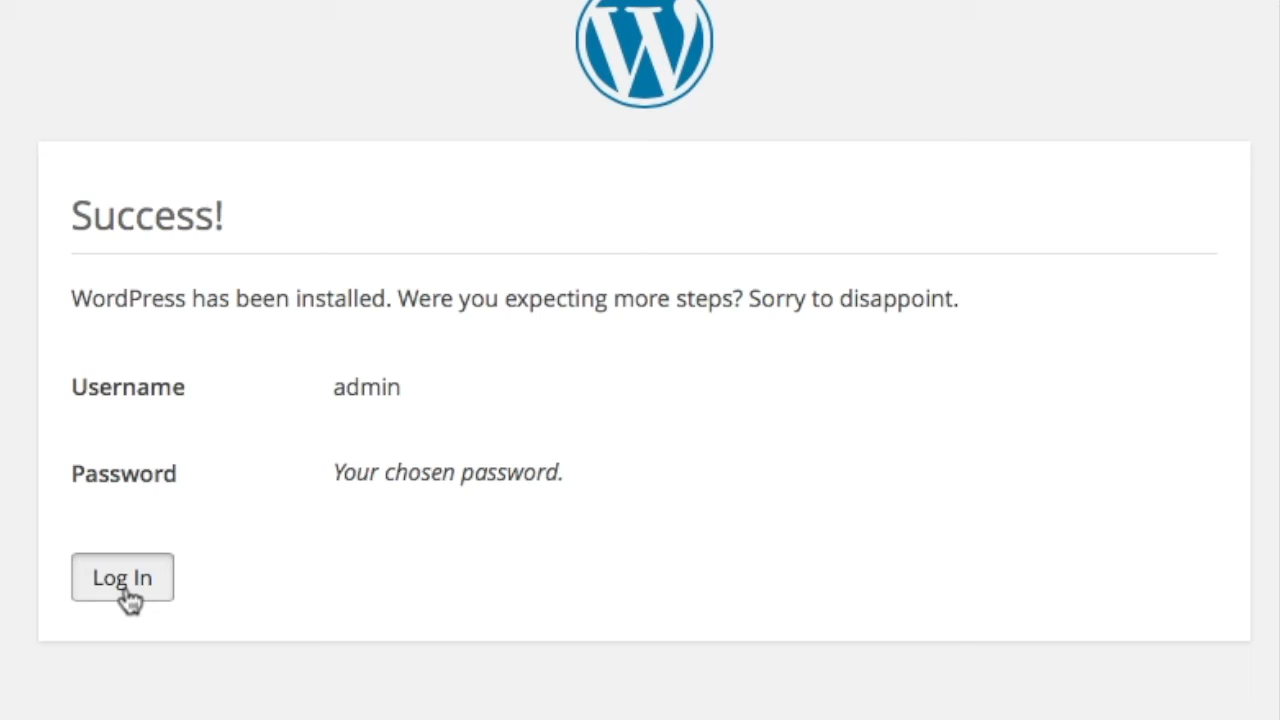 Success!
WordPress has been installed. Were you expecting more steps? Sorry to disappoint.
Username admin
Password Your chosen password.
Log In